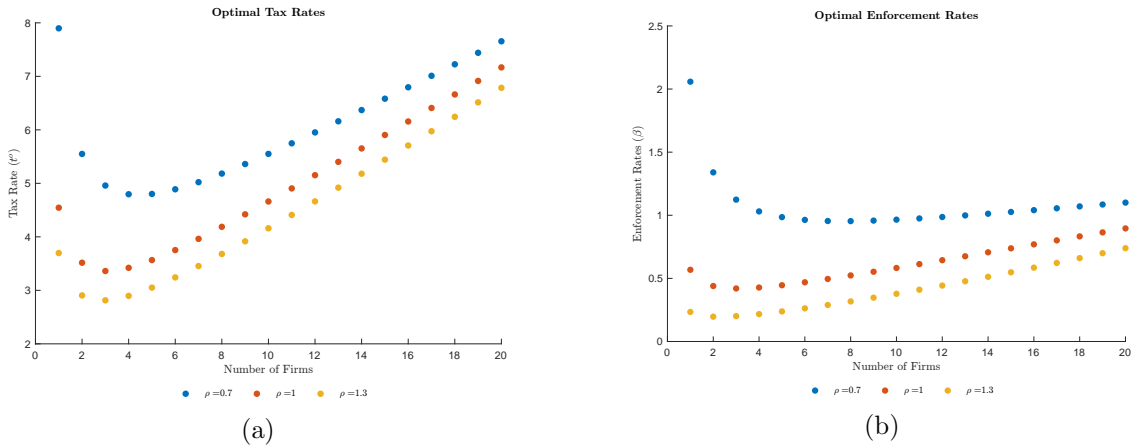 Optimal Tax Rates
8
7
6
5
4
3
2
Tax Rate (tᵒ)
0 2 4 6 8 10 12 14 16 18 20
Number of Firms
ρ =0.7 ρ =1 ρ =1.3
(a)
Optimal Enforcement Rates
2.5
2
1.5
1
0.5
0
Enforcement Rates (β)
0 2 4 6 8 10 12 14 16 18 20
Number of Firms
ρ =0.7 ρ =1 ρ =1.3
(b)